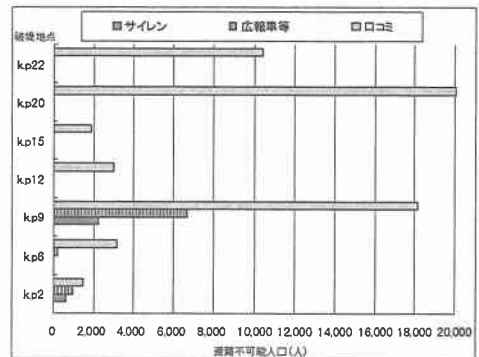 サイレン 広報車等 口コミ
破堤地点
k.p22
k.p20
k.p15
k.p12
k.p9
k.p6
k.p2
0 2,000 4,000 6,000 8,000 10,000 12,000 14,000 16,000 18,000 20,000
避難不可能人口(人)